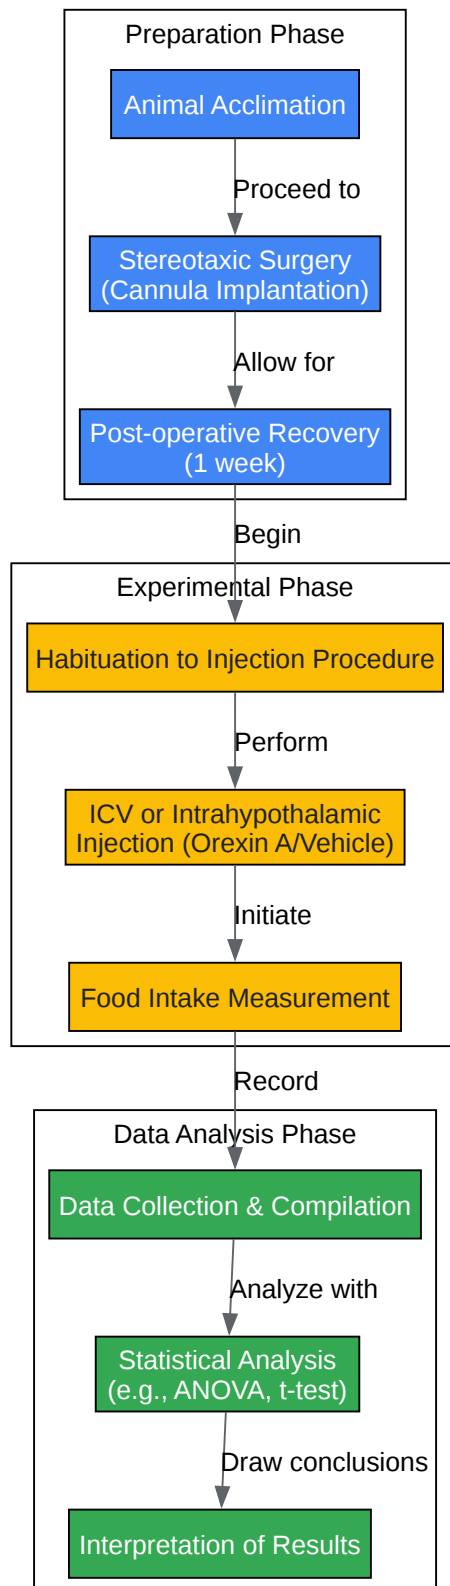 Preparation Phase
Animal Acclimation
Proceed to
Stereotaxic Surgery
(Cannula Implantation)
Allow for
Post-operative Recovery
(1 week)
Begin
Experimental Phase
Habituation to Injection Procedure
Perform
ICV or Intrahypothalamic
Injection (Orexin A/Vehicle)
Initiate
Food Intake Measurement
Record
Data Analysis Phase
Data Collection & Compilation
Analyze with
Statistical Analysis
(e.g., ANOVA, t-test)
Draw conclusions
Interpretation of Results